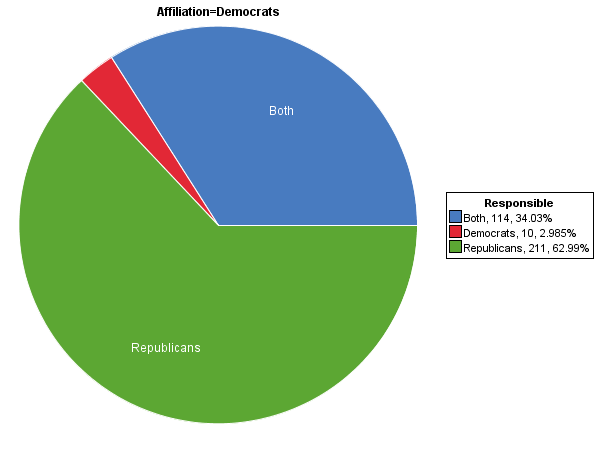 Affiliation=Democrats
Both
Republicans
Responsible
Both, 114, 34.03%
Democrats, 10, 2.985%
Republicans, 211, 62.99%